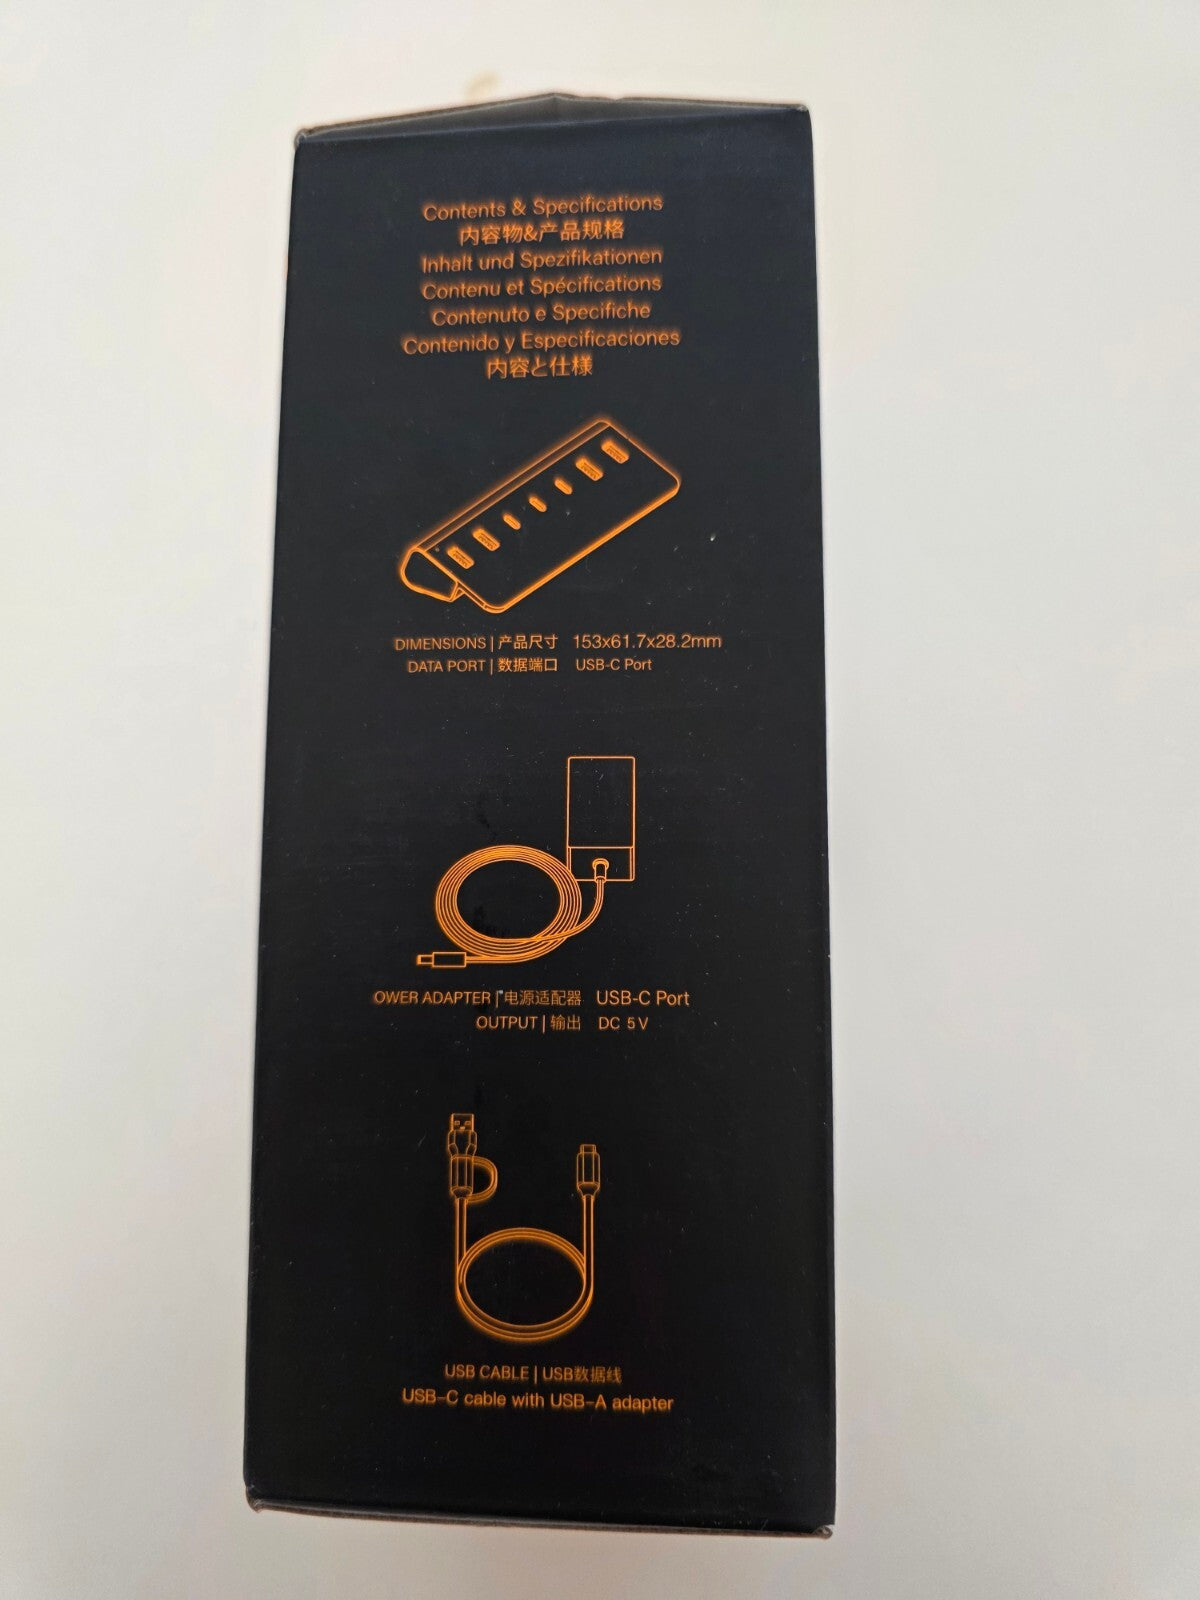 Contents & Specifications
内容物&产品规格
Inhalt und Spezifikationen
Contenu et Spécifications
Contenuto e Specifiche
Contenido y Especificaciones
内容と仕様
DIMENSIONS | 产品尺寸 153x61.7x28.2mm
DATA PORT | 数据端口 USB-C Port
OWER ADAPTER | 电源适配器 USB-C Port
OUTPUT | 输出 DC 5V
USB CABLE | USB数据线
USB-C cable with USB-A adapter